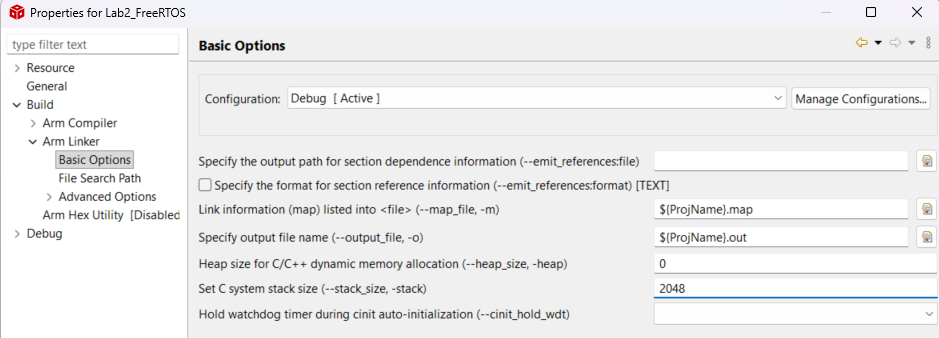 Properties for Lab2_FreeRTOS
type filter text
Resource
General
Build
Arm Compiler
Arm Linker
Basic Options
File Search Path
Advanced Options
Arm Hex Utility [Disabled
Debug
Basic Options
Configuration: Debug [ Active ] Manage Configurations...
Specify the output path for section dependence information (--emit_references:file)
Specify the format for section reference information (--emit_references:format) [TEXT]
Link information (map) listed into <file> (--map_file, -m) ${ProjName}.map
Specify output file name (--output_file, -o) ${ProjName}.out
Heap size for C/C++ dynamic memory allocation (--heap_size, -heap) 0
Set C system stack size (--stack_size, -stack) 2048
Hold watchdog timer during cinit auto-initialization (--cinit_hold_wdt)